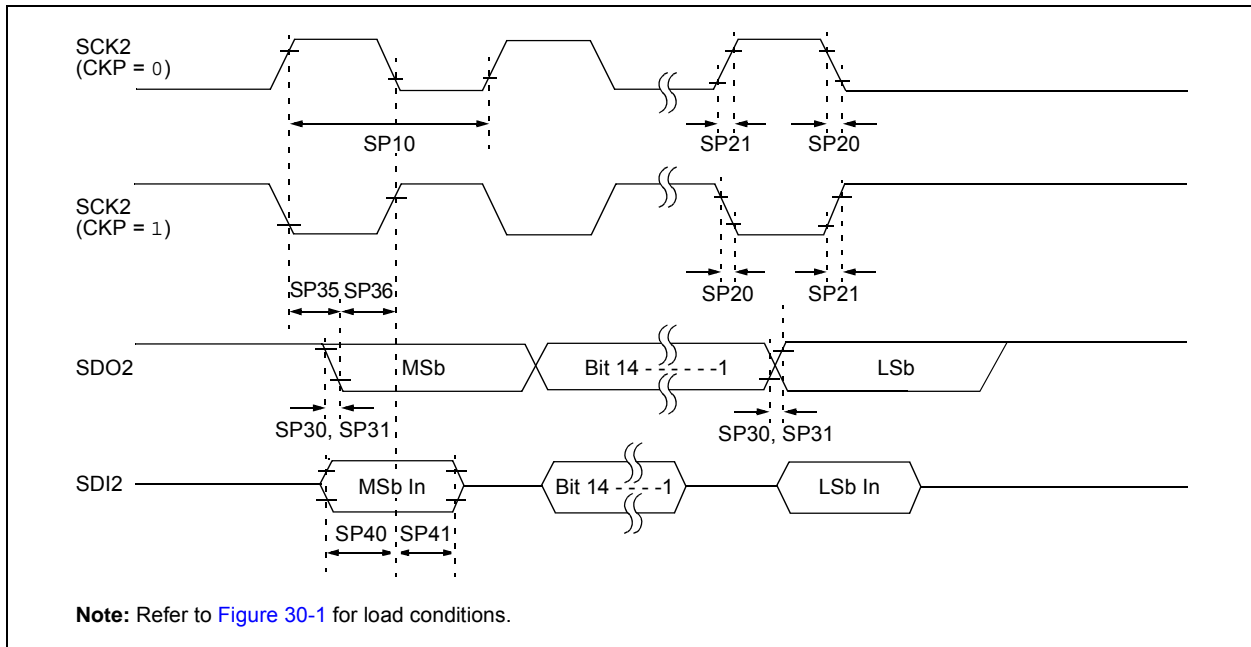 SCK2
(CKP = 0)
SP10
SP21
SP20
SCK2
(CKP = 1)
SP35
SP36
SP20
SP21
SDO2
MSb
Bit 14 - - - - - -1
LSb
SP30, SP31
SP30, SP31
SDI2
MSb In
Bit 14 - - - -1
LSb In
SP40
SP41
Note: Refer to Figure 30-1 for load conditions.